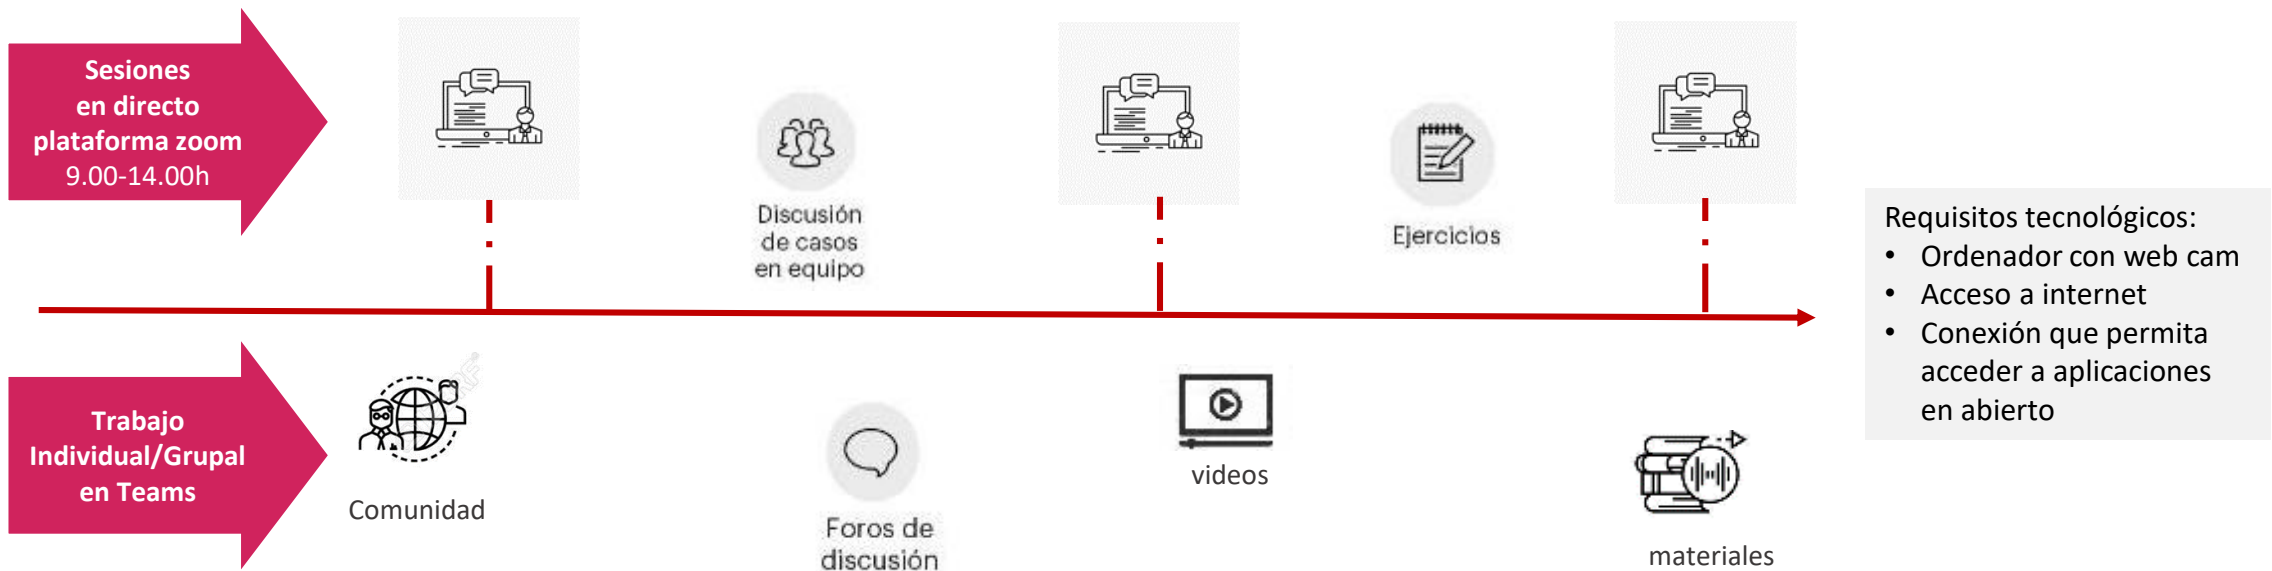 Sesiones
en directo
plataforma zoom
9.00-14.00h
Discusión
de casos
en equipo
Ejercicios
Requisitos tecnológicos:
• Ordenador con web cam
• Acceso a internet
• Conexión que permita
acceder a aplicaciones
en abierto
Trabajo
Individual/Grupal
en Teams
Comunidad
Foros de
discusión
videos
materiales